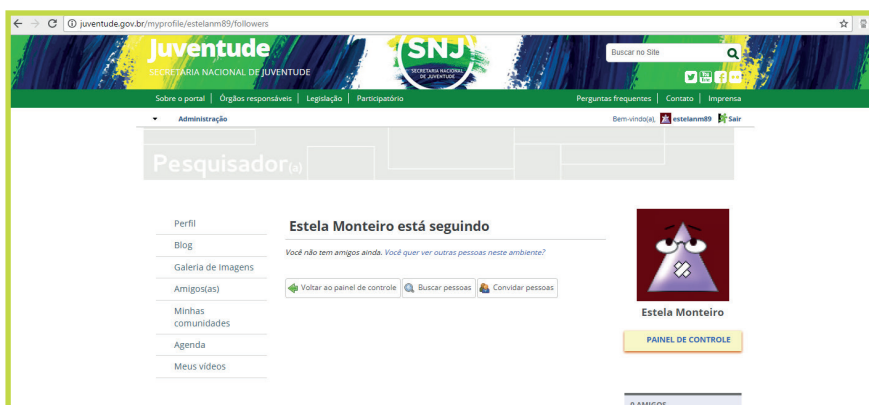 juventude.gov.br/myprofile/estelanm89/followers
Juventude
SECRETARIA NACIONAL DE JUVENTUDE
SNJ
SECRETARIA NACIONAL
DE JUVENTUDE
Buscar no Site
Sobre o portal | Órgãos responsáveis | Legislação | Participatório
Perguntas frequentes | Contato | Imprensa
Administração
Bem-vindo(a), estelanm89 Sair
Pesquisador(a)
Perfil
Blog
Galeria de Imagens
Amigos(as)
Minhas
comunidades
Agenda
Meus vídeos
Estela Monteiro está seguindo
Você não tem amigos ainda. Você quer ver outras pessoas neste ambiente?
Voltar ao painel de controle Buscar pessoas Convidar pessoas
Estela Monteiro
PAINEL DE CONTROLE
0 AMIGOS